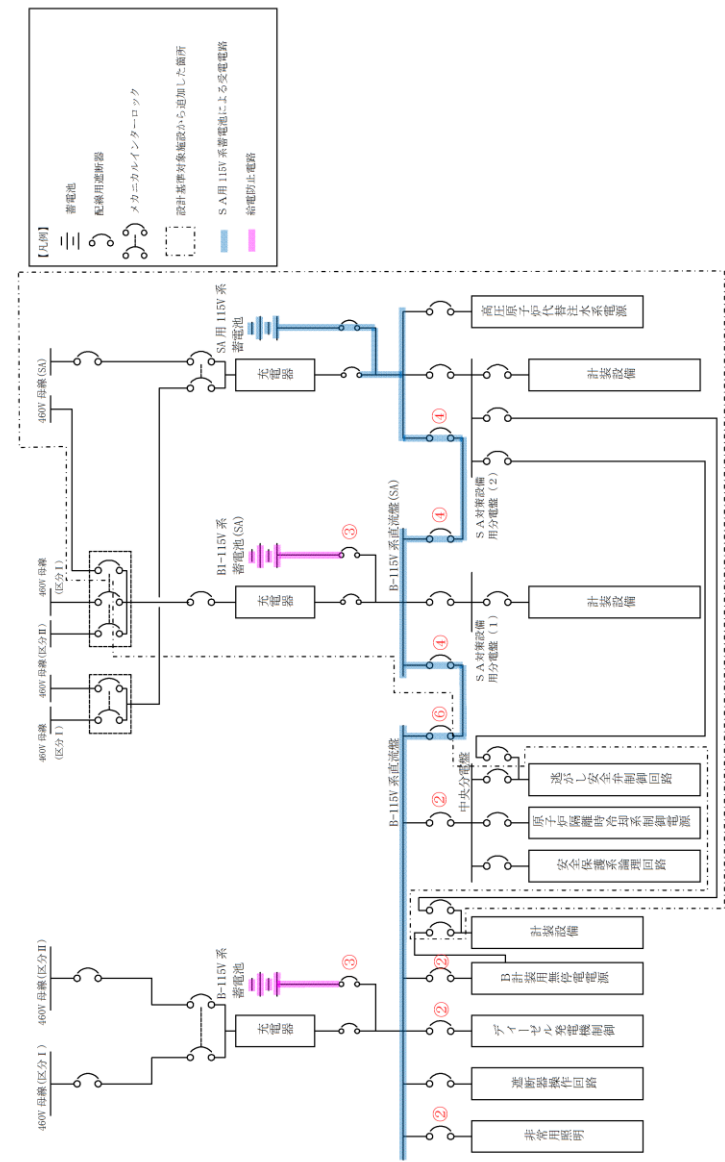 【凡例】
蓄電池
配線用遮断器
メカニカルインターロック
設計基準対象施設から追加した箇所
SA用115V系蓄電池による受電電路
給電防止電路
460V母線(区分Ⅰ)
460V母線(区分Ⅱ)
充電器
B-115V系
蓄電池
③
460V母線
(区分Ⅰ)
460V母線(区分Ⅱ)
460V母線(区分Ⅱ)
460V母線
(区分Ⅰ)
充電器
B1-115V系
蓄電池(SA)
③
460V母線(SA)
充電器
SA用115V系
蓄電池
B-115V系直流盤
B-115V系直流盤(SA)
②
非常用照明
遮断器操作回路
②
ディーゼル発電機制御
②
B計装用無停電電源
計装設備
②
中央分電盤
安全保護系論理回路
原子炉隔離時冷却系制御電源
逃がし安全弁制御回路
⑥
④
SA対策設備
用分電盤(1)
計装設備
④
④
SA対策設備
用分電盤(2)
計装設備
高圧原子炉代替注水系電源